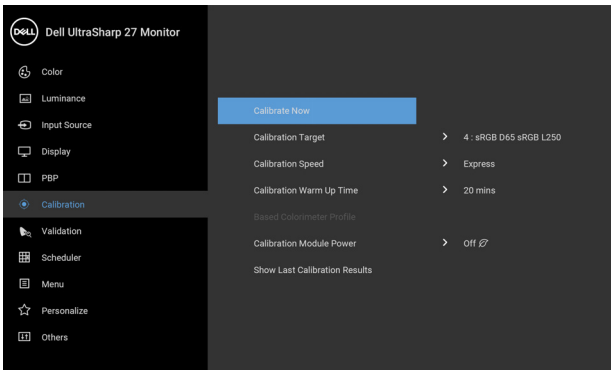 DELL Dell UltraSharp 27 Monitor
Color
Luminance
Input Source
Display
PBP
Calibration
Validation
Scheduler
Menu
Personalize
Others
Calibrate Now
Calibration Target > 4 : sRGB D65 sRGB L250
Calibration Speed > Express
Calibration Warm Up Time > 20 mins
Based Colorimeter Profile
Calibration Module Power > Off
Show Last Calibration Results